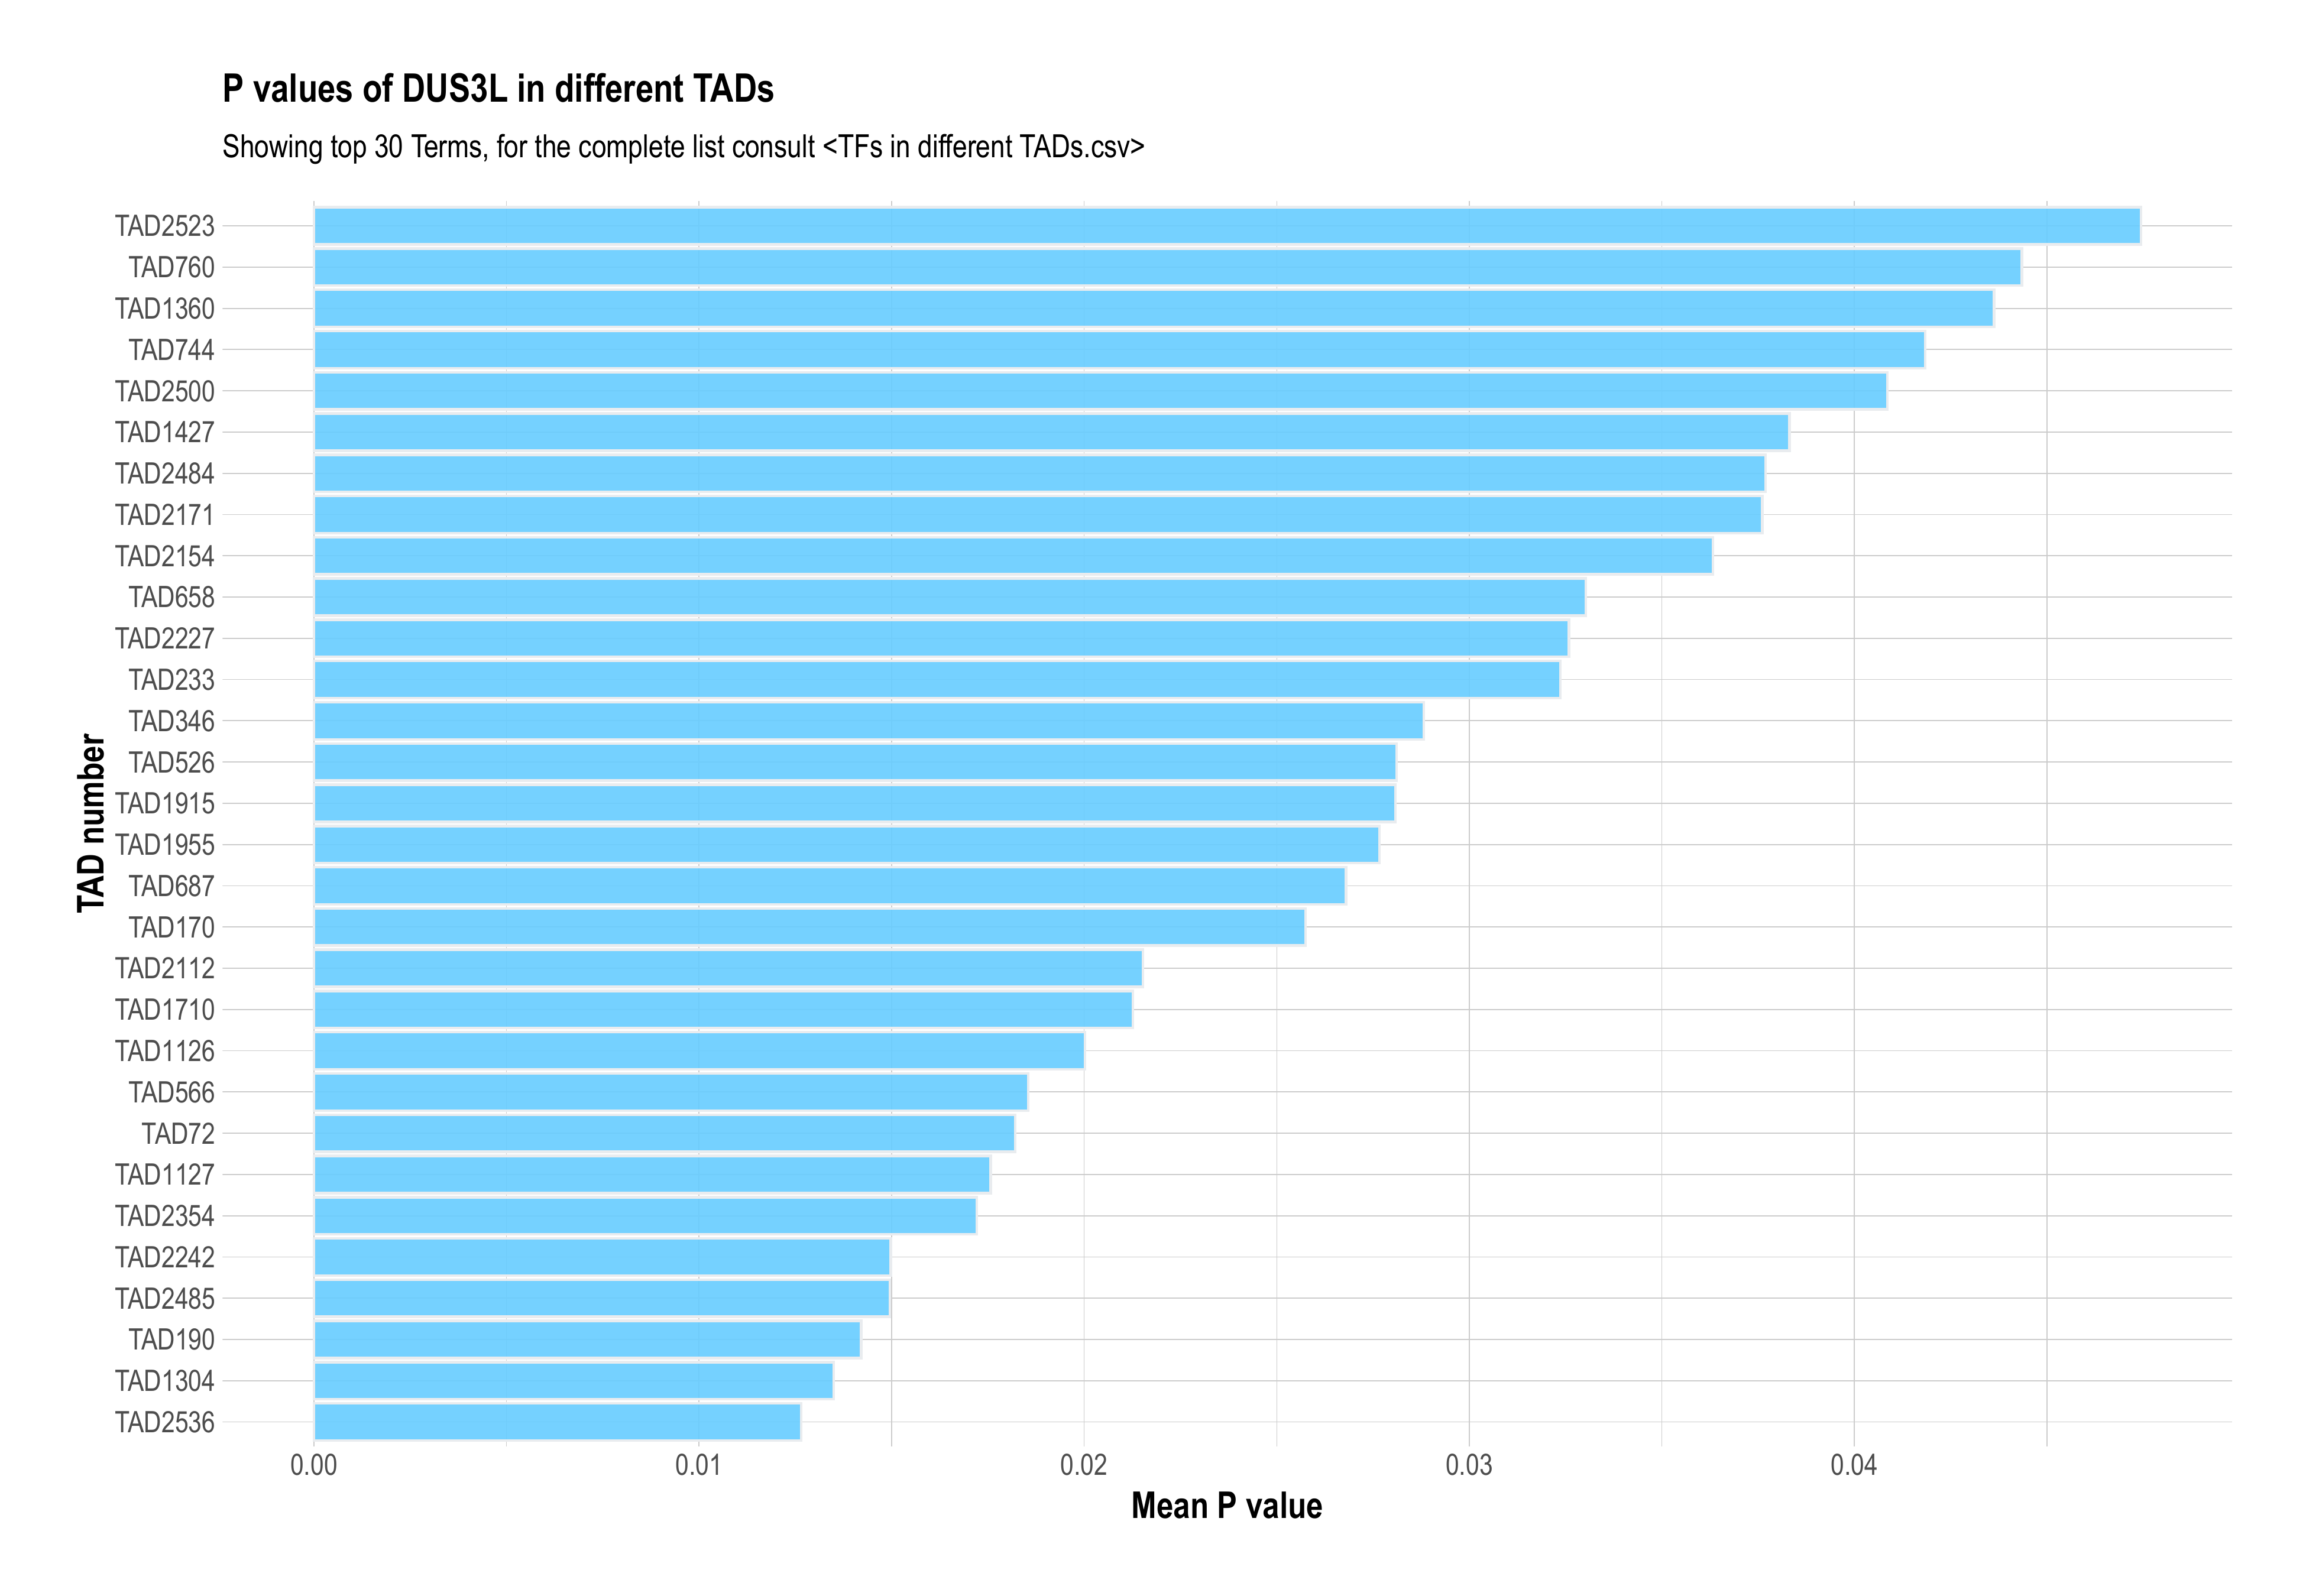 P values of DUS3L in different TADs
Showing top 30 Terms, for the complete list consult <TFs in different TADs.csv>
TAD number
TAD2523
TAD760
TAD1360
TAD744
TAD2500
TAD1427
TAD2484
TAD2171
TAD2154
TAD658
TAD2227
TAD233
TAD346
TAD526
TAD1915
TAD1955
TAD687
TAD170
TAD2112
TAD1710
TAD1126
TAD566
TAD72
TAD1127
TAD2354
TAD2242
TAD2485
TAD190
TAD1304
TAD2536
0.00 0.01 0.02 0.03 0.04
Mean P value